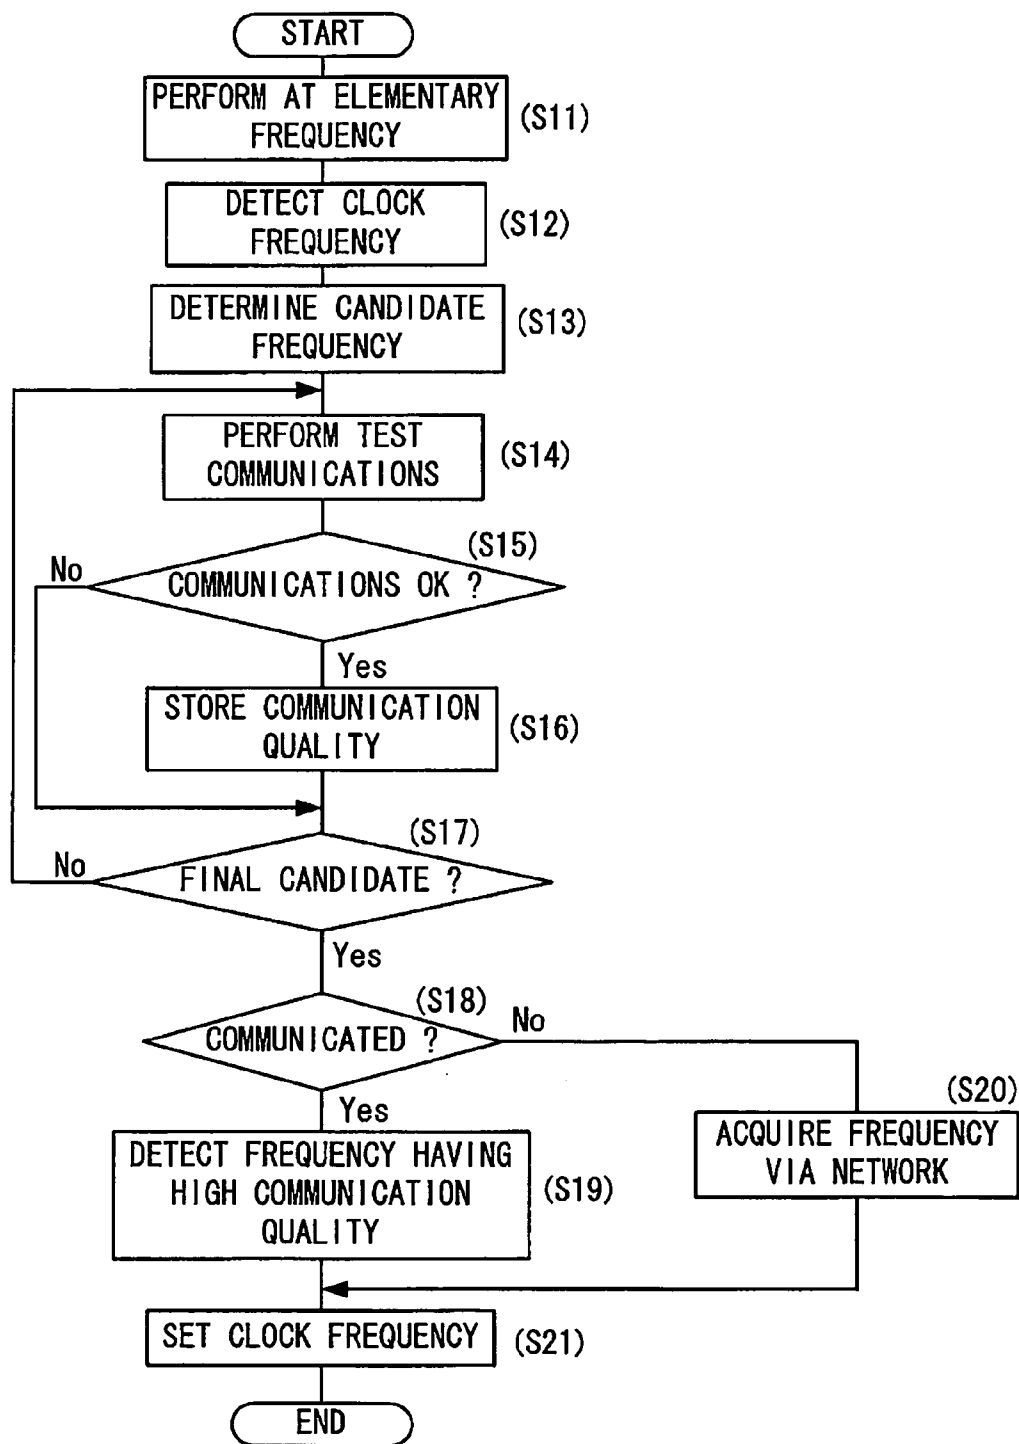 START
PERFORM AT ELEMENTARY
FREQUENCY
(S11)
DETECT CLOCK
FREQUENCY
(S12)
DETERMINE CANDIDATE
FREQUENCY
(S13)
PERFORM TEST
COMMUNICATIONS
(S14)
(S15)
No
COMMUNICATIONS OK ?
Yes
STORE COMMUNICATION
QUALITY
(S16)
(S17)
No
FINAL CANDIDATE ?
Yes
(S18)
COMMUNICATED ?
No
Yes
(S20)
ACQUIRE FREQUENCY
VIA NETWORK
DETECT FREQUENCY HAVING
HIGH COMMUNICATION
QUALITY
(S19)
SET CLOCK FREQUENCY
(S21)
END